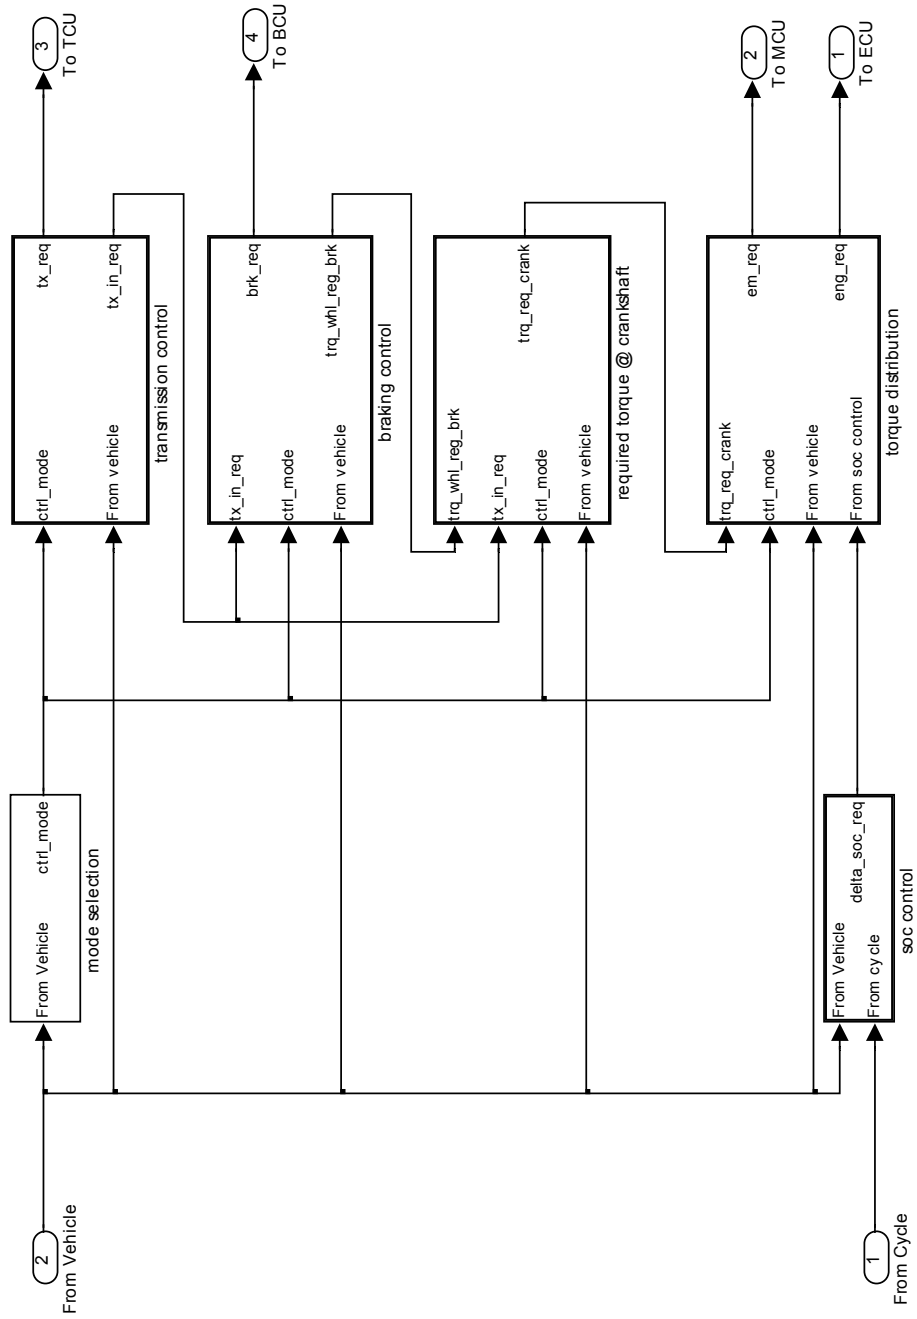 2
From Vehicle
1
From Cycle
From Vehicle
ctrl_mode
mode selection
From Vehicle
From cycle
delta_soc_req
soc control
ctrl_mode
From vehicle
tx_req
tx_in_req
transmission control
tx_in_req
ctrl_mode
From vehicle
brk_req
trq_whl_reg_brk
braking control
trq_whl_reg_brk
tx_in_req
ctrl_mode
From vehicle
trq_req_crank
required torque @ crankshaft
trq_req_crank
ctrl_mode
From vehicle
From soc control
em_req
eng_req
torque distribution
3
To TCU
4
To BCU
2
To MCU
1
To ECU